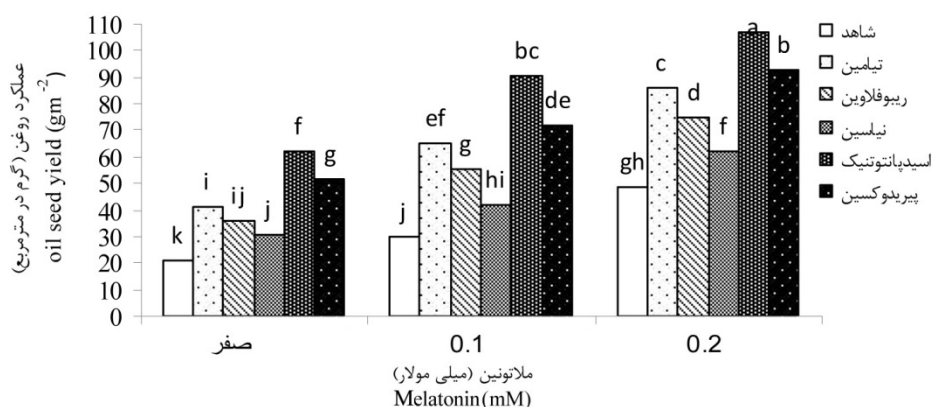 عملکرد روغن (گرم در مترمربع)
oil seed yield (gm⁻²)
110
100
90
80
70
60
50
40
30
20
10
0
k i ij j f g
j ef g hi bc de
gh c d f a b
صفر 0.1 0.2
ملاتونین (میلی مولار)
Melatonin (mM)
شاهد
تیامین
ریبوفلاوین
نیاسین
اسیدپانتوتنیک
پیریدوکسین